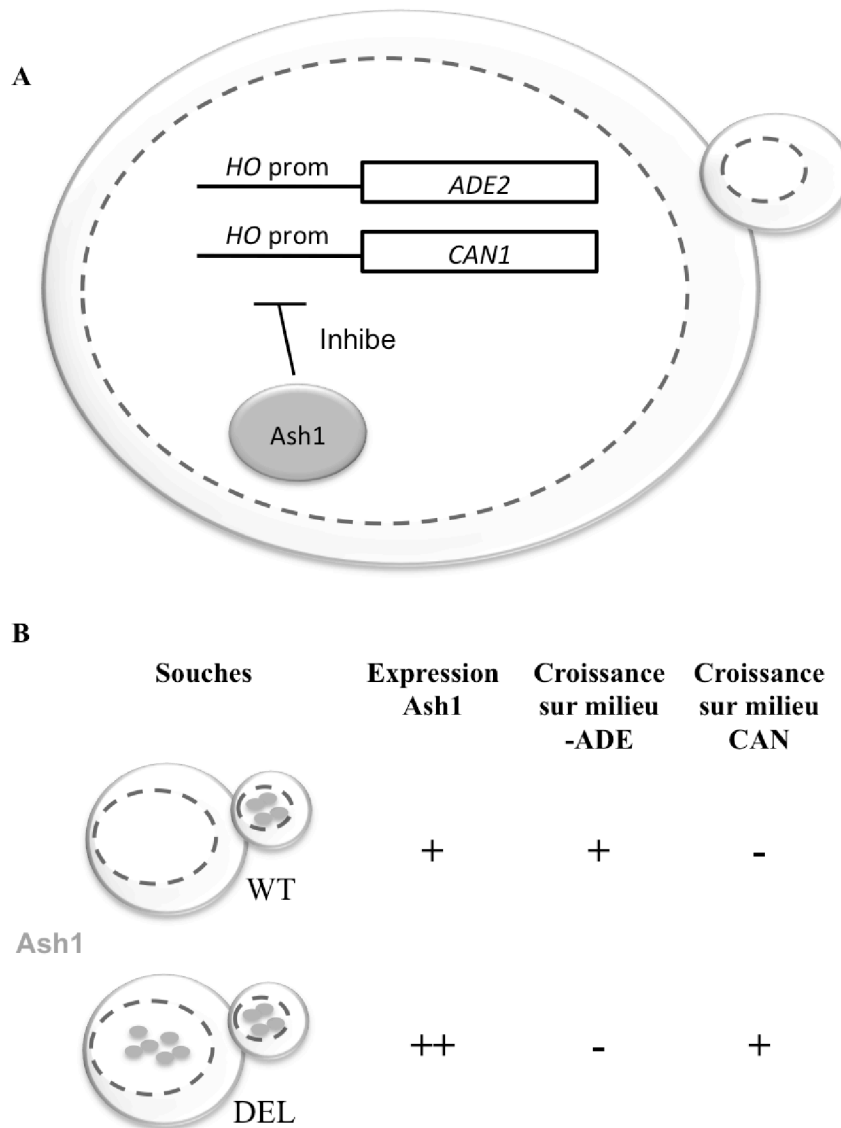 A
HO prom
ADE2
HO prom
CAN1
Inhibe
Ash1
B
Souches
Expression
Ash1
Croissance
sur milieu
-ADE
Croissance
sur milieu
CAN
WT
+
+
-
Ash1
DEL
++
-
+